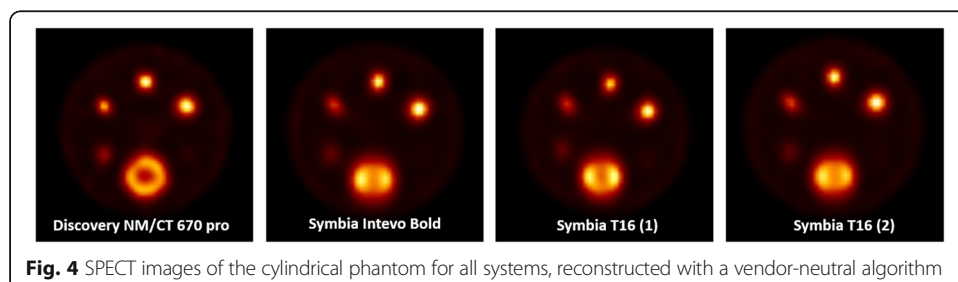 Discovery NM/CT 670 pro
Symbia Intevo Bold
Symbia T16 (1)
Symbia T16 (2)
Fig. 4 SPECT images of the cylindrical phantom for all systems, reconstructed with a vendor-neutral algorithm